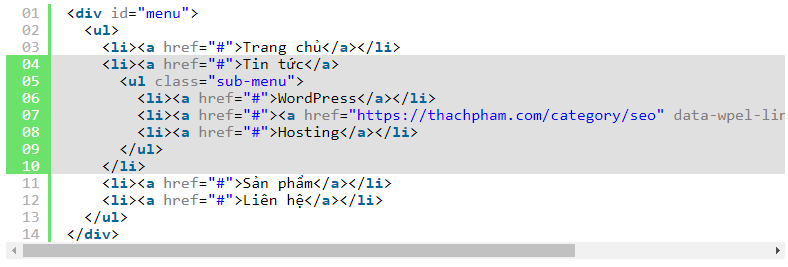 01 <div id="menu">
02 <ul>
03 <li><a href="#">Trang chủ</a></li>
04 <li><a href="#">Tin tức</a>
05 <ul class="sub-menu">
06 <li><a href="#">WordPress</a></li>
07 <li><a href="#"><a href="https://thachpham.com/category/seo" data-wpel-lin
08 <li><a href="#">Hosting</a></li>
09 </ul>
10 </li>
11 <li><a href="#">Sản phẩm</a></li>
12 <li><a href="#">Liên hệ</a></li>
13 </ul>
14 </div>